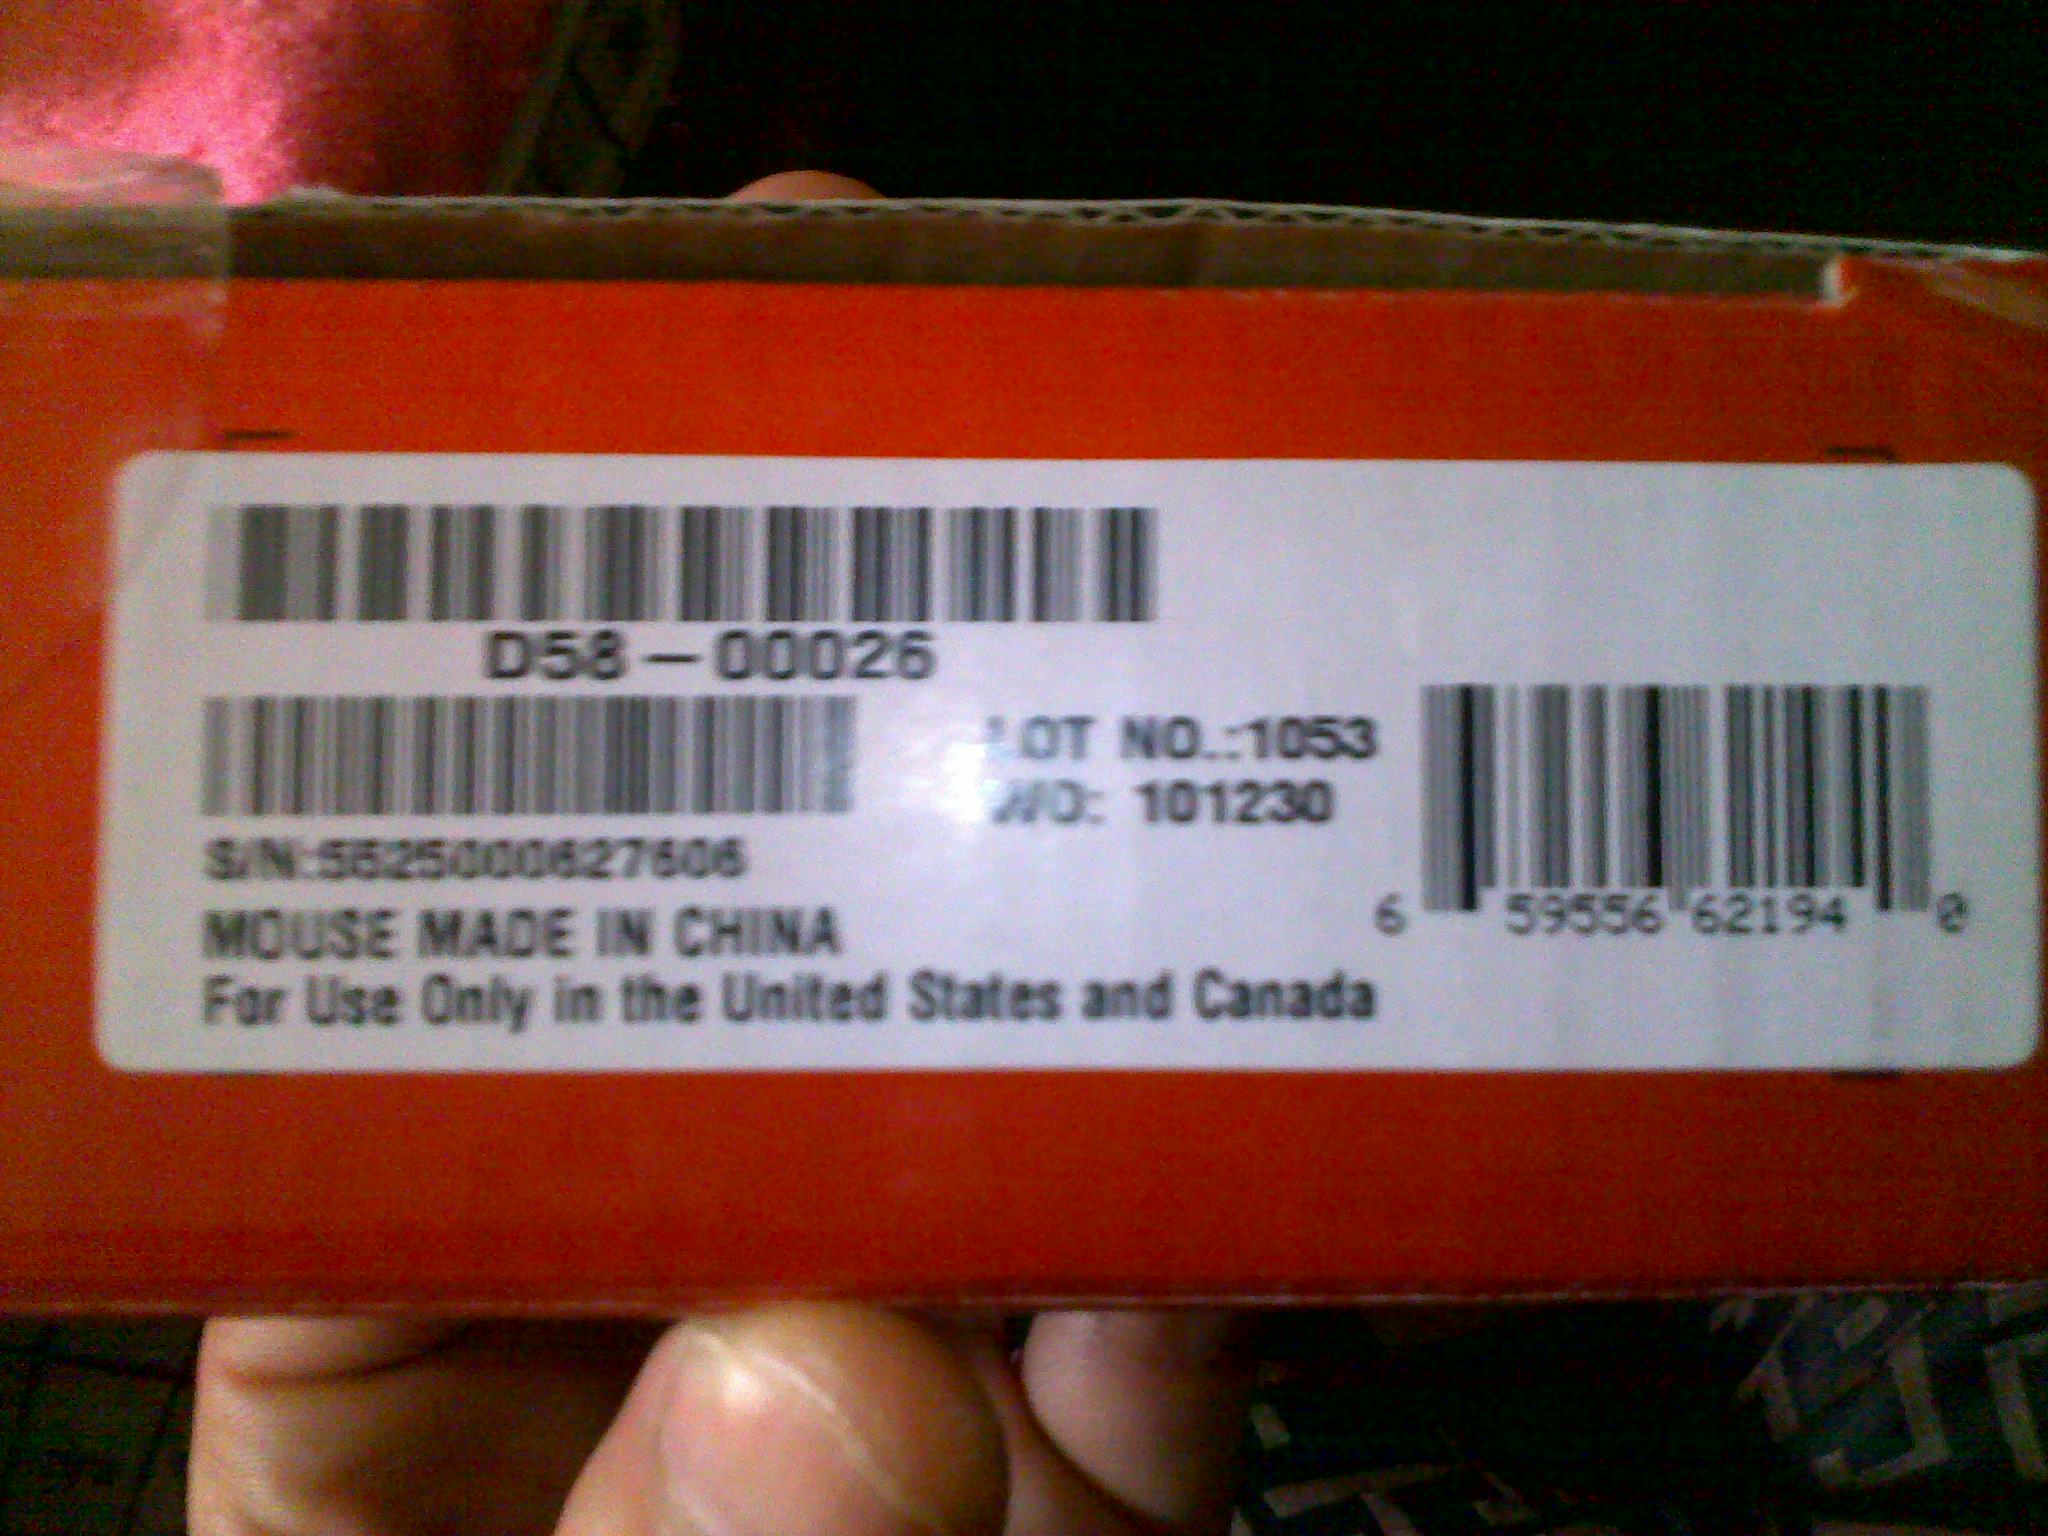 D58-00026
LOT NO.:1053
WO: 101230
S/N:5625000627606
MOUSE MADE IN CHINA
For Use Only in the United States and Canada
6 59556 62194 0